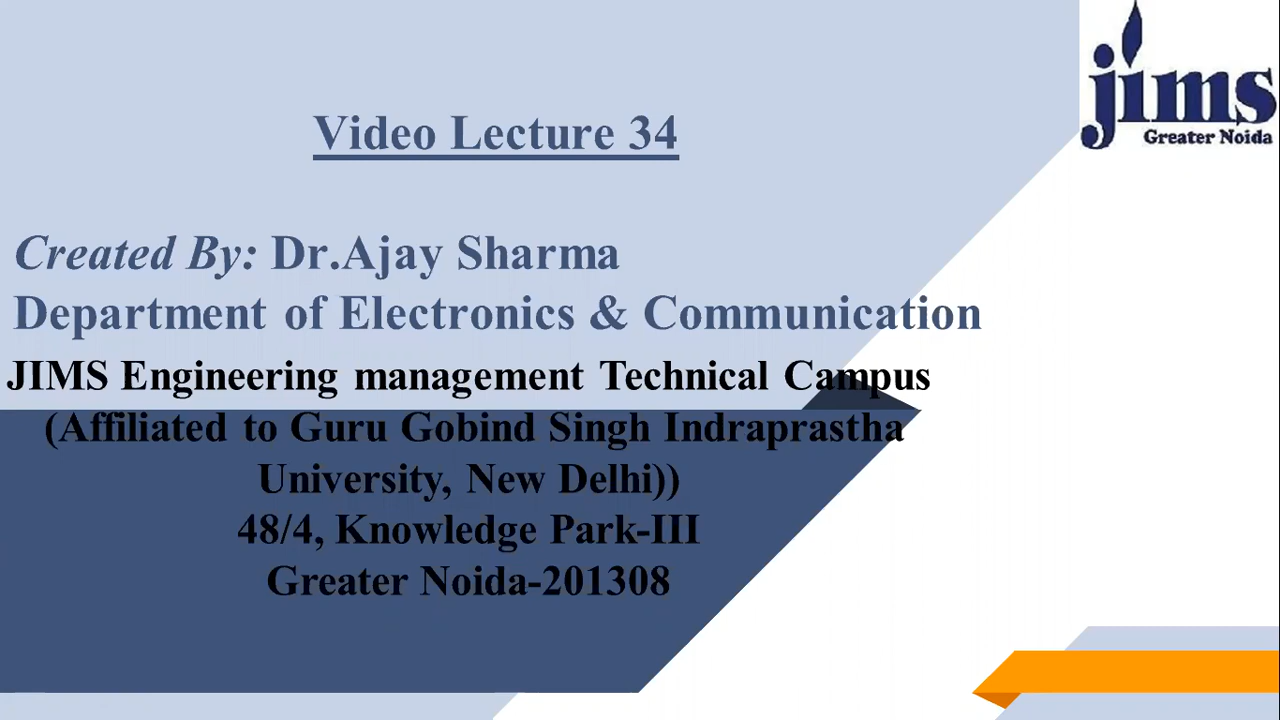 jims
Greater Noida
Video Lecture 34
Created By: Dr.Ajay Sharma
Department of Electronics & Communication
JIMS Engineering management Technical Campus
(Affiliated to Guru Gobind Singh Indraprastha
University, New Delhi))
48/4, Knowledge Park-III
Greater Noida-201308